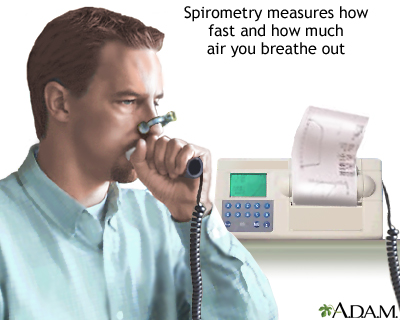 Spirometry measures how
fast and how much
air you breathe out
A.D.A.M.